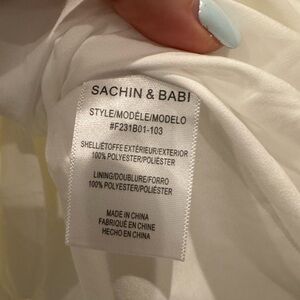 SACHIN & BABI
STYLE/MODÈLE/MODELO
#F231B01-103
SHELL/ÉTOFFE EXTÉRIEUR/EXTERIOR
100% POLYESTER/POLIÉSTER
LINING/DOUBLURE/FORRO
100% POLYESTER/POLIÉSTER
MADE IN CHINA
FABRIQUÉ EN CHINE
HECHO EN CHINA